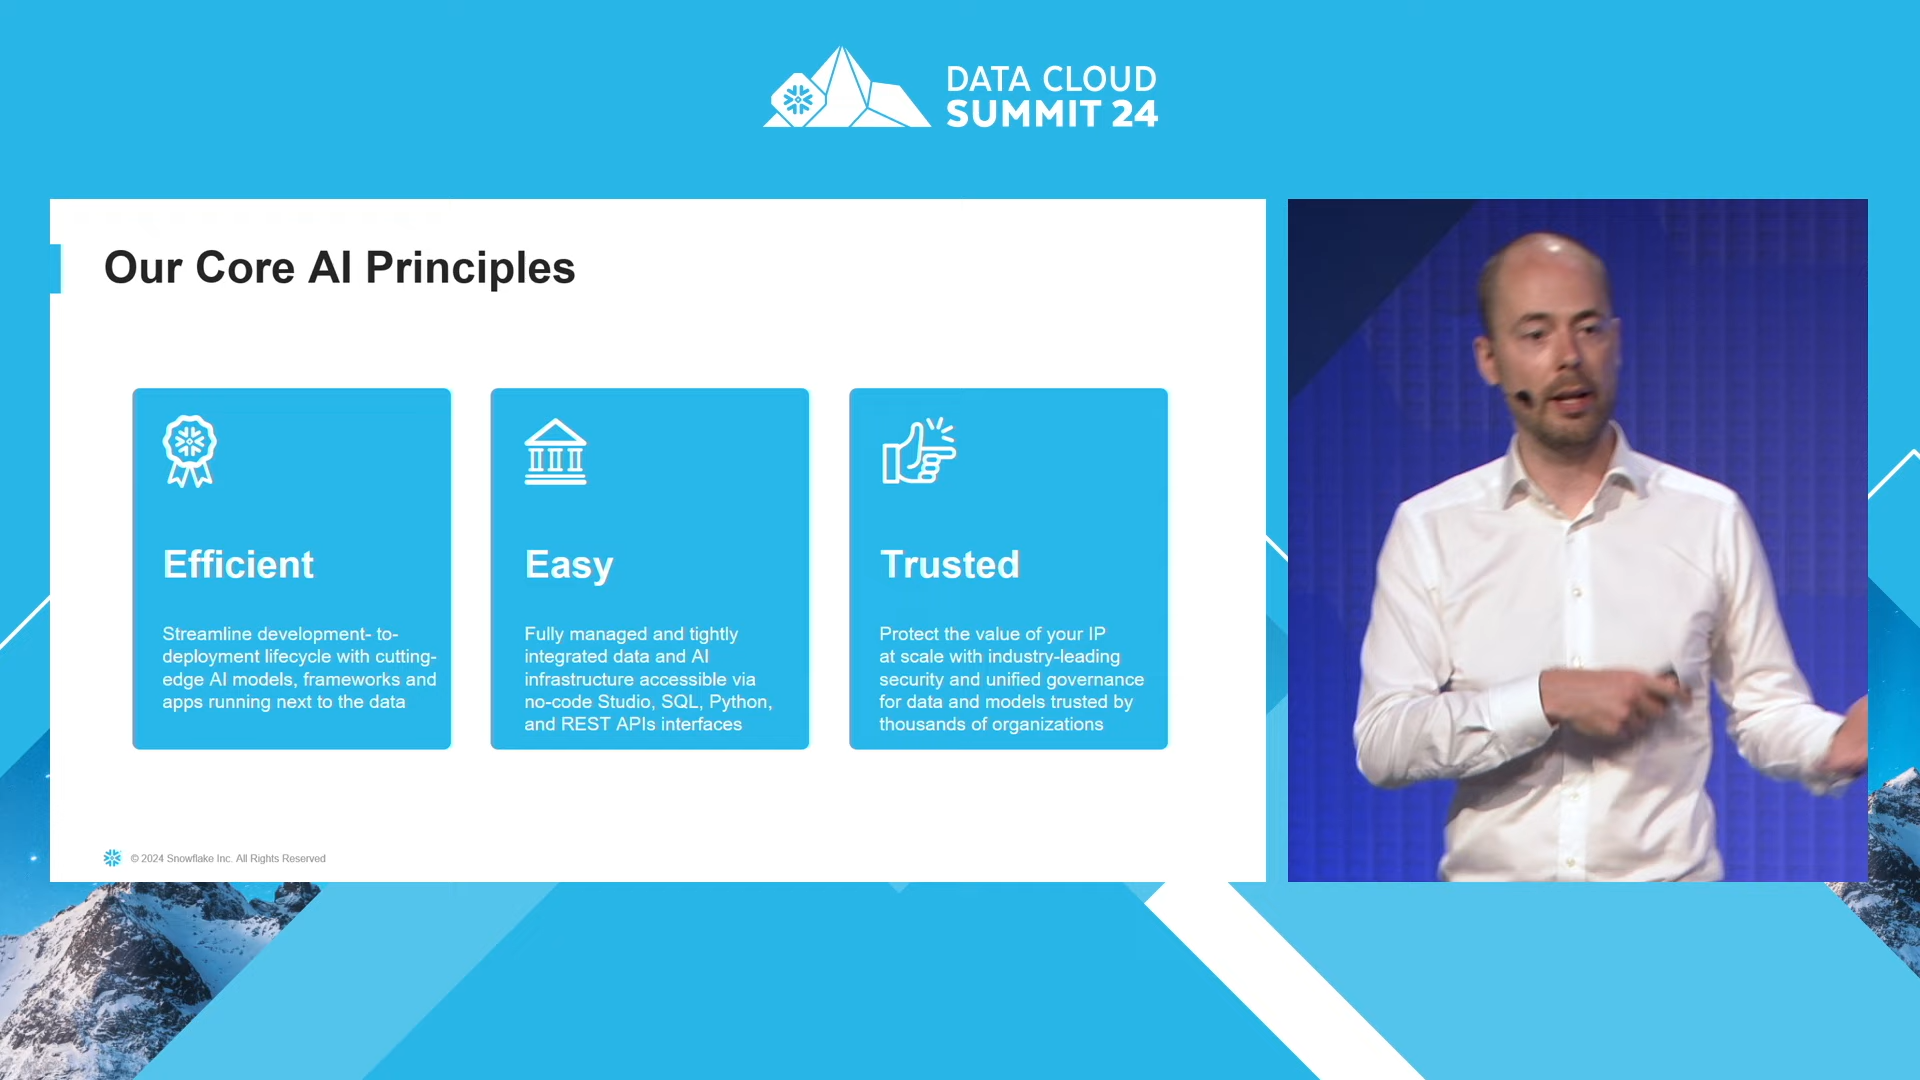 DATA CLOUD
SUMMIT 24
Our Core AI Principles
Efficient
Streamline development- to-
deployment lifecycle with cutting-
edge AI models, frameworks and
apps running next to the data
Easy
Fully managed and tightly
integrated data and AI
infrastructure accessible via
no-code Studio, SQL, Python,
and REST APIs interfaces
Trusted
Protect the value of your IP
at scale with industry-leading
security and unified governance
for data and models trusted by
thousands of organizations
© 2024 Snowflake Inc. All Rights Reserved